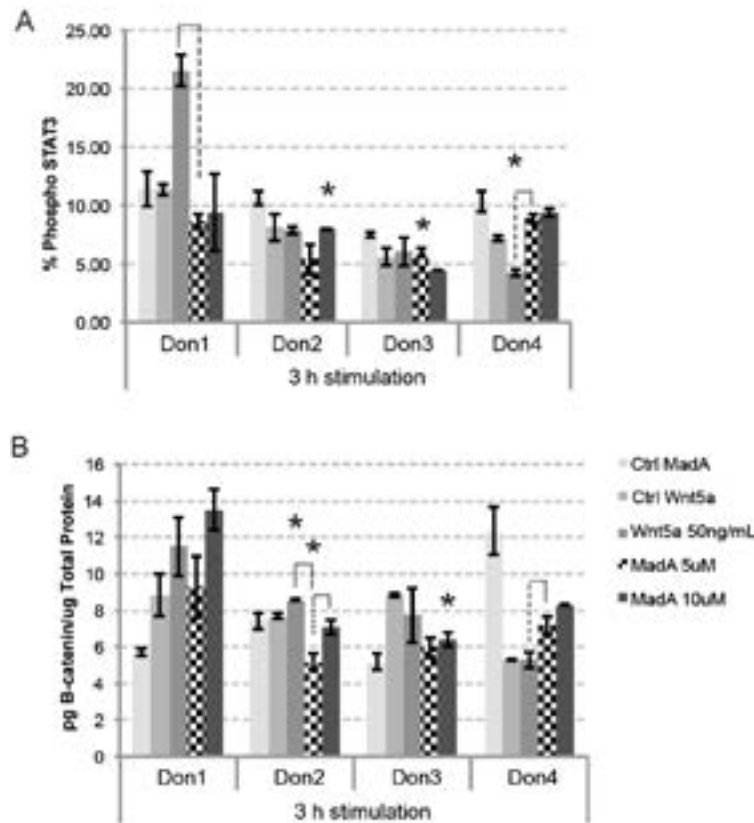 A
25.00
20.00
15.00
10.00
5.00
0.00
% Phospho STAT3
*
*
*
Don1 Don2 Don3 Don4
3 h stimulation
B
16
14
12
10
8
6
4
2
0
pg B-catenin/ug Total Protein
*
*
*
Don1 Don2 Don3 Don4
3 h stimulation
Ctrl MadA
Ctrl Wnt5a
Wnt5a 50ng/mL
MadA 5uM
MadA 10uM